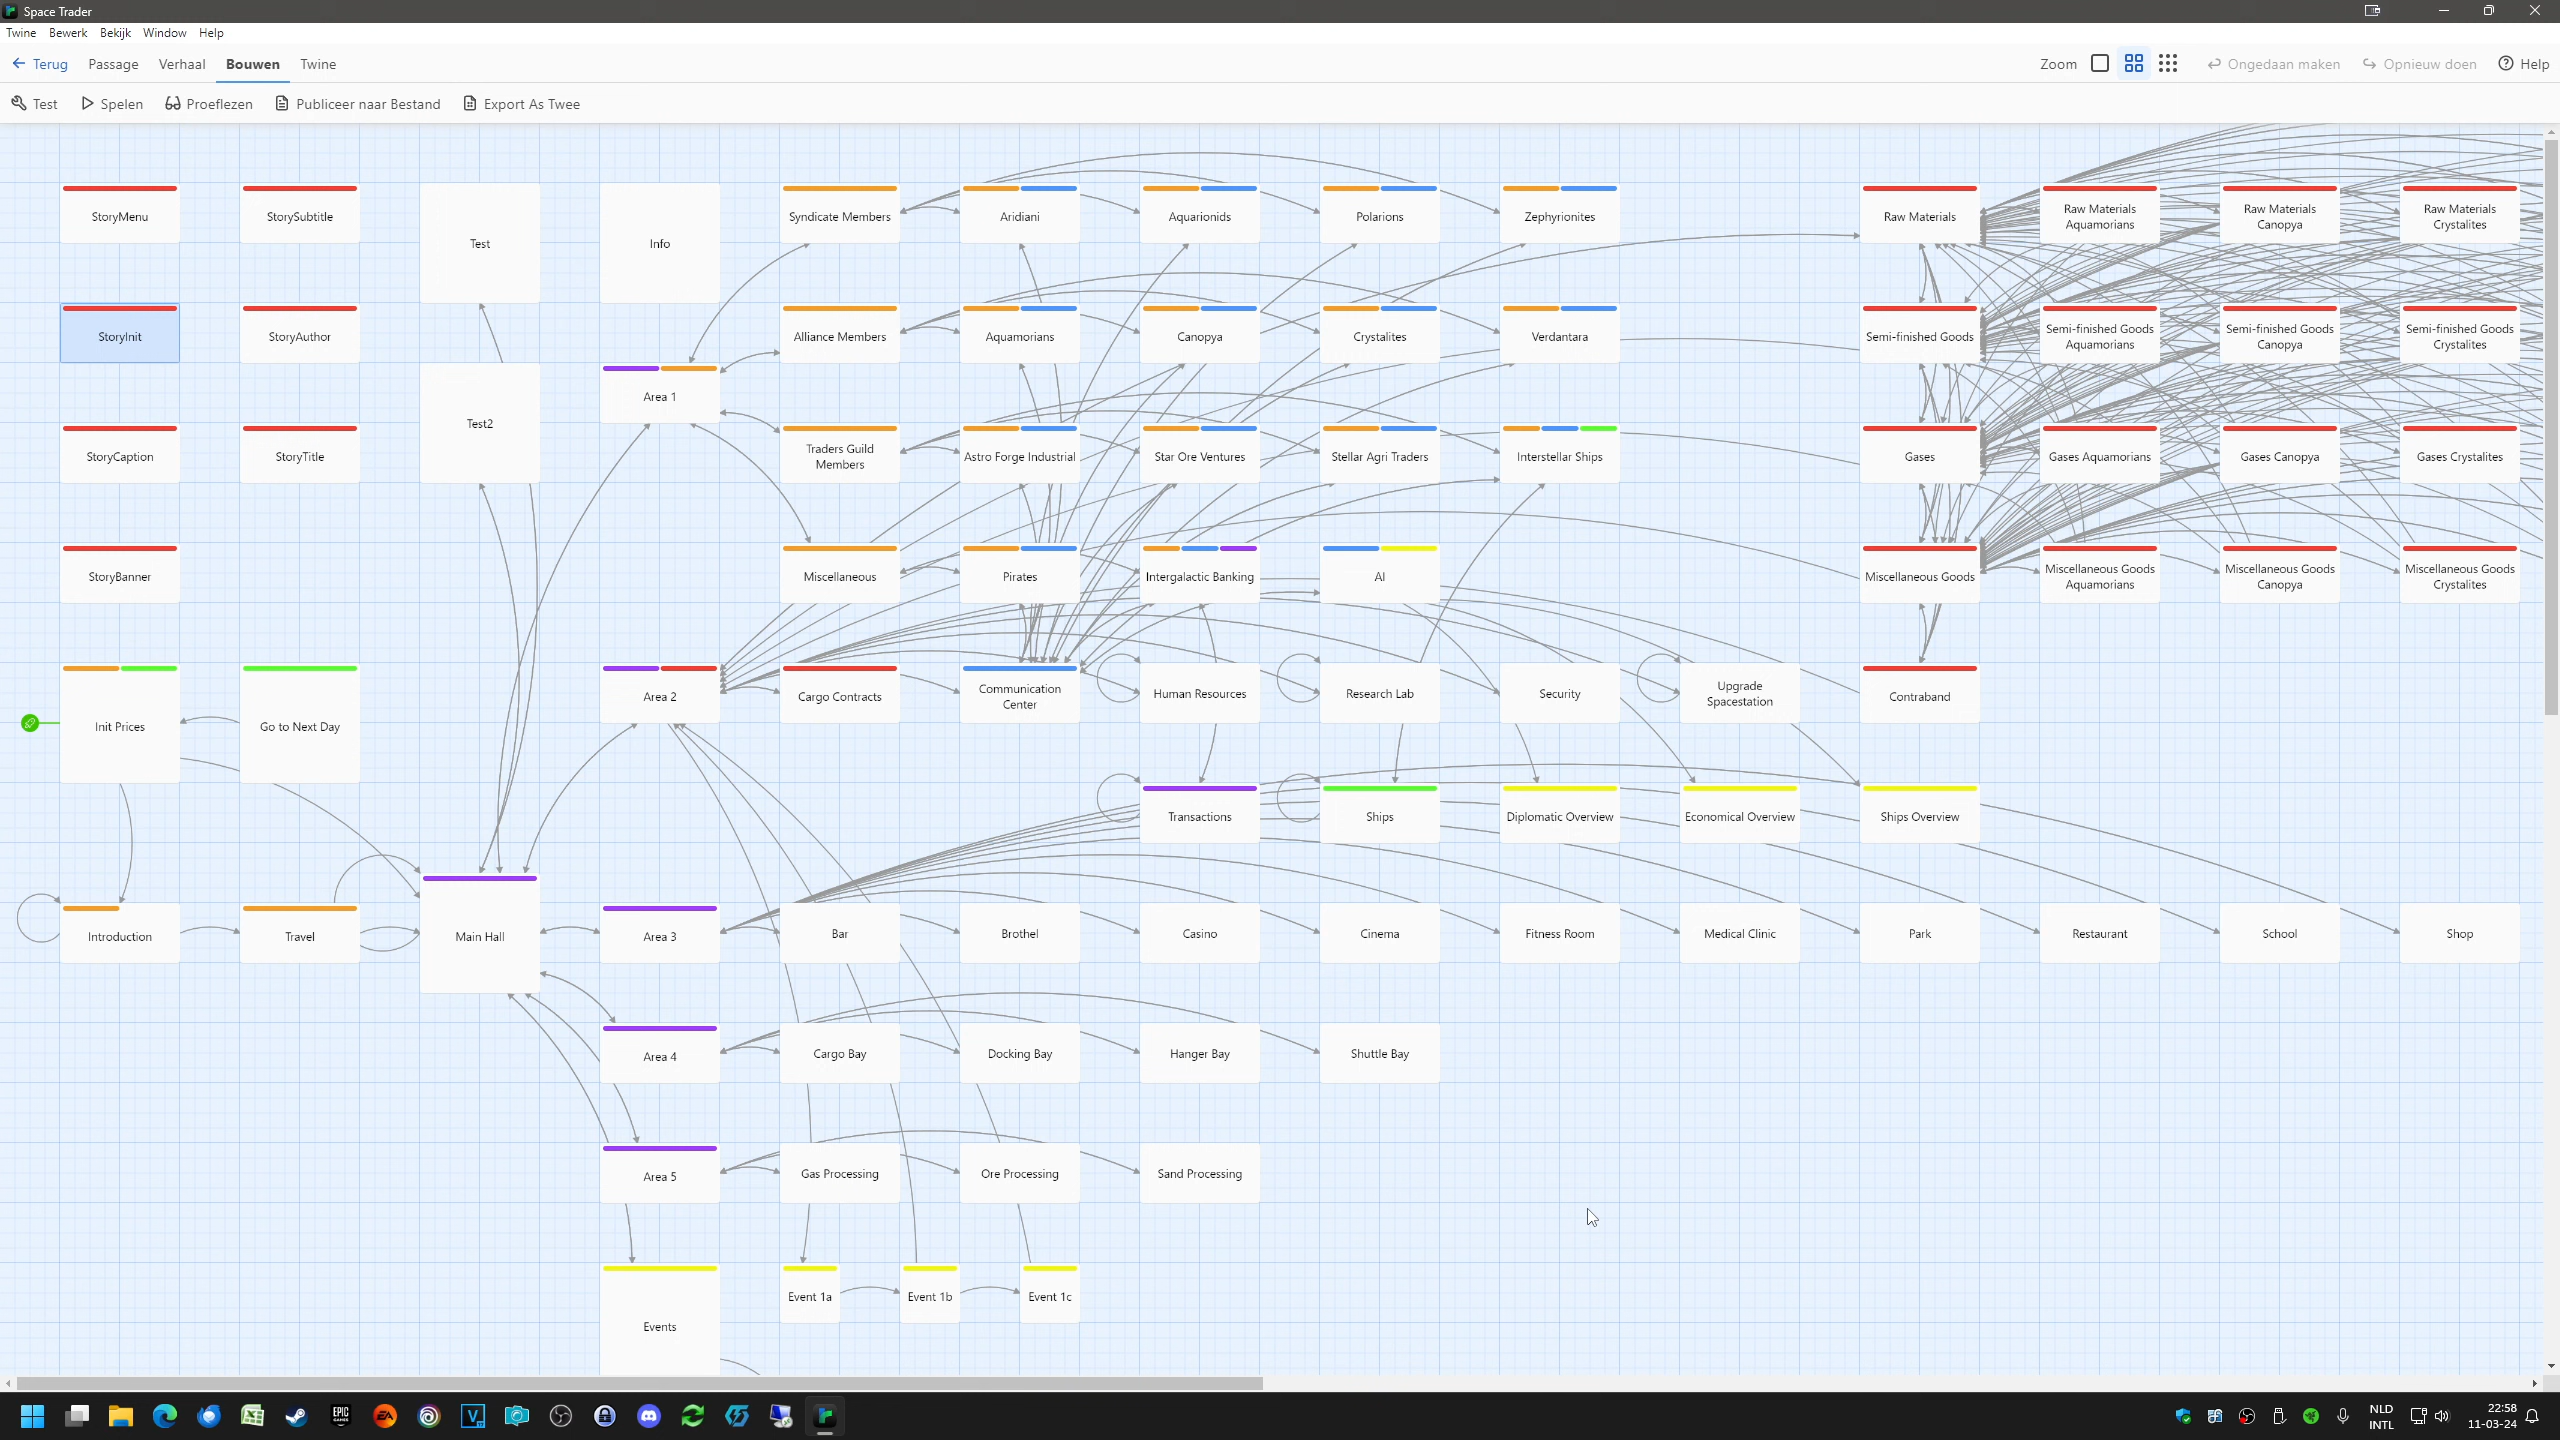 Space Trader
Twine Bewerk Bekijk Window Help
Terug Passage Verhaal Bouwen Twine Zoom Ongedaan maken Opnieuw doen Help
Test Spelen Proeflezen Publiceer naar Bestand Export As Twee
StoryMenu
StorySubtitle
Test
Info
Syndicate Members
Aridiani
Aquarionids
Polarions
Zephyrionites
Raw Materials
Raw Materials
Aquamorians
Raw Materials
Canopya
Raw Materials
Crystalites
StoryInit
StoryAuthor
Alliance Members
Aquamorians
Canopya
Crystalites
Verdantara
Semi-finished Goods
Semi-finished Goods
Aquamorians
Semi-finished Goods
Canopya
Semi-finished Goods
Crystalites
Area 1
Test2
StoryCaption
StoryTitle
Traders Guild
Members
Astro Forge Industrial
Star Ore Ventures
Stellar Agri Traders
Interstellar Ships
Gases
Gases Aquamorians
Gases Canopya
Gases Crystalites
StoryBanner
Miscellaneous
Pirates
Intergalactic Banking
AI
Miscellaneous Goods
Miscellaneous Goods
Aquamorians
Miscellaneous Goods
Canopya
Miscellaneous Goods
Crystalites
Init Prices
Go to Next Day
Area 2
Cargo Contracts
Communication
Center
Human Resources
Research Lab
Security
Upgrade
Spacestation
Contraband
Transactions
Ships
Diplomatic Overview
Economical Overview
Ships Overview
Introduction
Travel
Main Hall
Area 3
Bar
Brothel
Casino
Cinema
Fitness Room
Medical Clinic
Park
Restaurant
School
Shop
Area 4
Cargo Bay
Docking Bay
Hanger Bay
Shuttle Bay
Area 5
Gas Processing
Ore Processing
Sand Processing
Events
Event 1a
Event 1b
Event 1c
EPIC
GAMES
EA
V
NLD
INTL
22:58
11-03-24